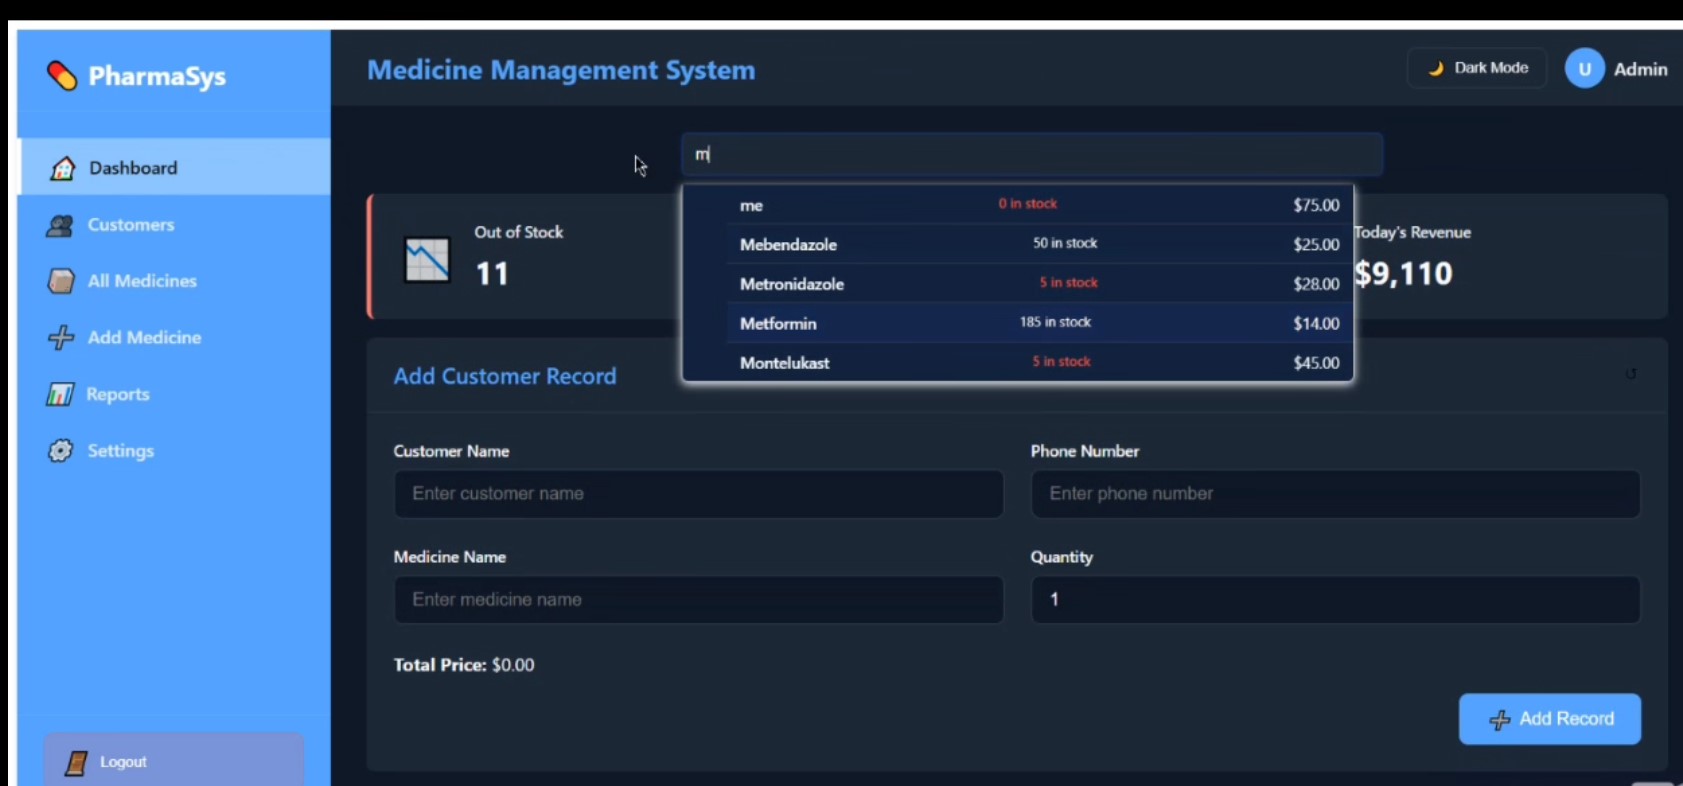 PharmaSys
Medicine Management System
Dark Mode
U
Admin
Dashboard
Customers
All Medicines
Add Medicine
Reports
Settings
Logout
m
me 0 in stock $75.00
Mebendazole 50 in stock $25.00
Metronidazole 5 in stock $28.00
Metformin 185 in stock $14.00
Montelukast 5 in stock $45.00
Out of Stock
11
Today's Revenue
$9,110
Add Customer Record
Customer Name
Enter customer name
Phone Number
Enter phone number
Medicine Name
Enter medicine name
Quantity
1
Total Price: $0.00
Add Record